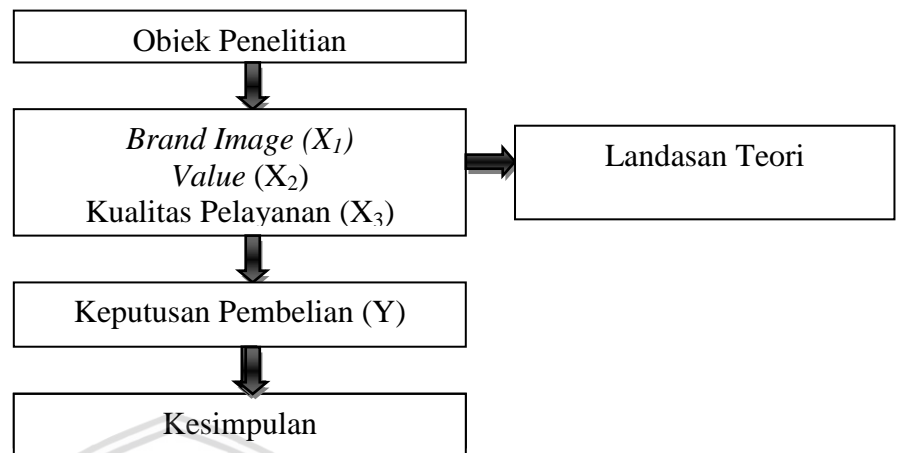 Objek Penelitian
Brand Image (X₁)
Value (X₂)
Landasan Teori
Kualitas Pelayanan (X₃)
Keputusan Pembelian (Y)
Kesimpulan